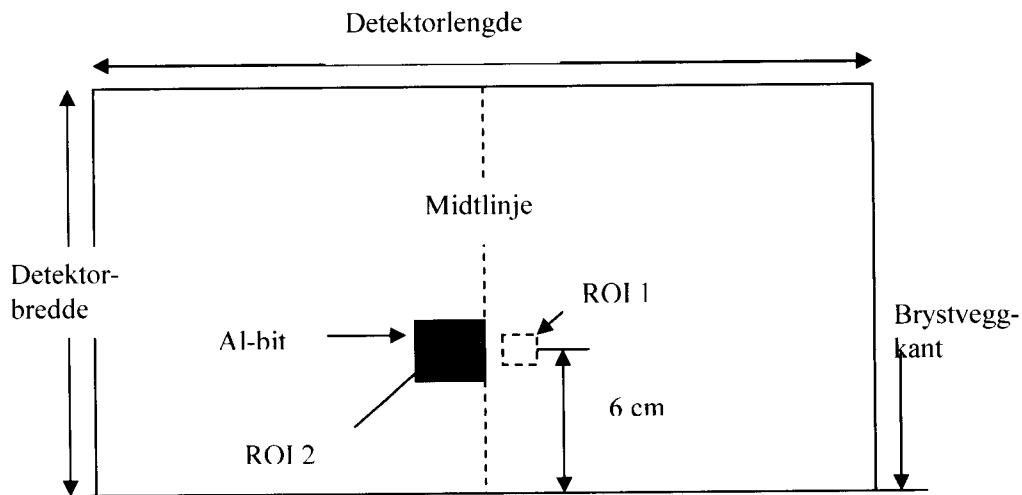 Detektorlengde
Midtlinje
Detektor-
bredde
ROI 1
Al-bit
Brystvegg-
kant
6 cm
ROI 2